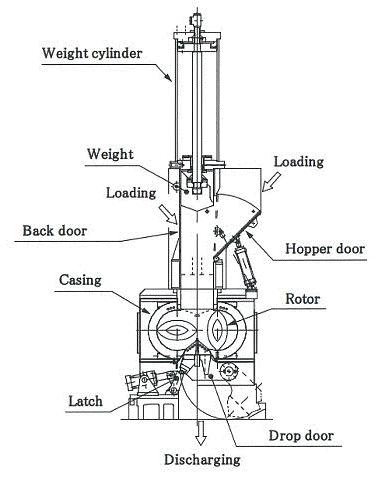 Weight cylinder
Weight
Loading
Loading
Back door
Hopper door
Casing
Rotor
Latch
Drop door
Discharging